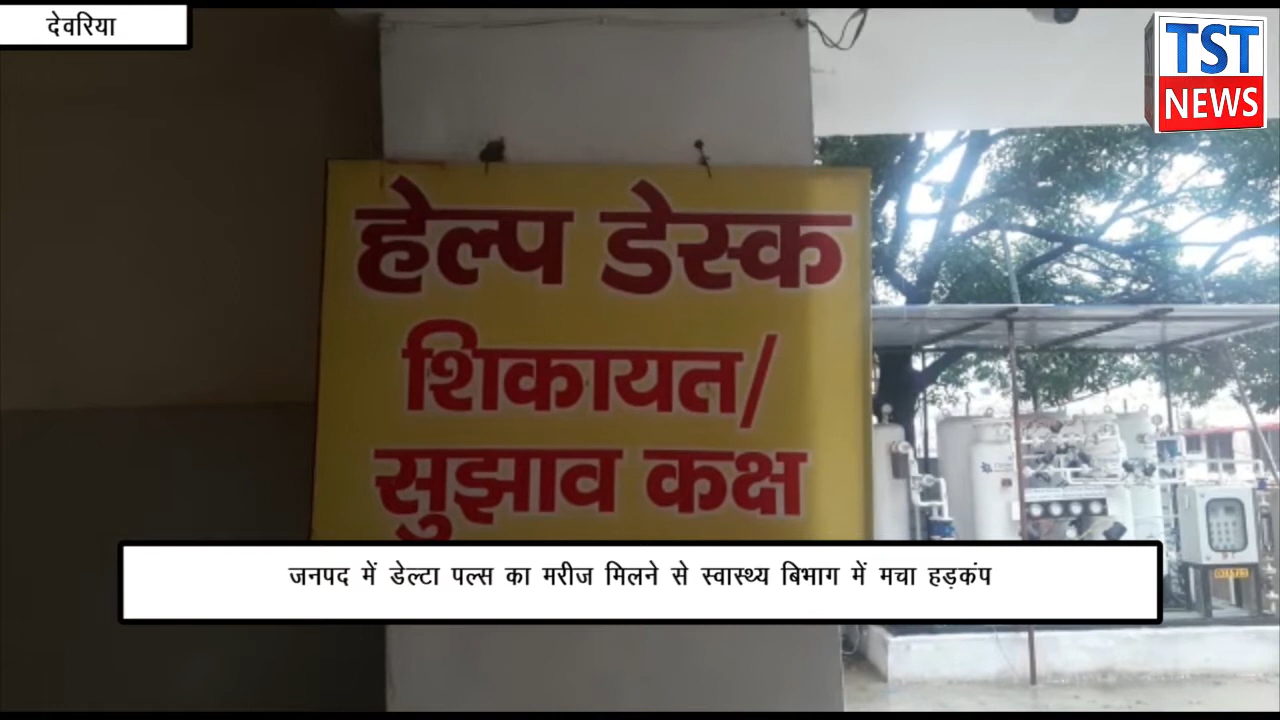 देवरिया
TST
NEWS
हेल्प डेस्क
शिकायत/
सुझाव कक्ष
जनपद में डेल्टा पल्स का मरीज मिलने से स्वास्थ्य बिभाग में मचा हड़कंप